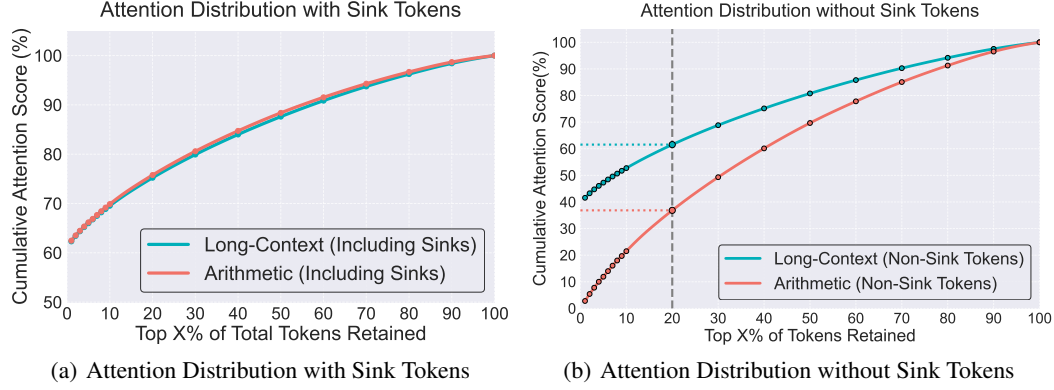 Attention Distribution with Sink Tokens
Cumulative Attention Score (%)
100
90
80
70
60
50
0 10 20 30 40 50 60 70 80 90 100
Top X% of Total Tokens Retained
Long-Context (Including Sinks)
Arithmetic (Including Sinks)
(a) Attention Distribution with Sink Tokens
Attention Distribution without Sink Tokens
Cumulative Attention Score(%)
100
90
80
70
60
50
40
30
20
10
0
0 10 20 30 40 50 60 70 80 90 100
Top X% of Tokens Retained
Long-Context (Non-Sink Tokens)
Arithmetic (Non-Sink Tokens)
(b) Attention Distribution without Sink Tokens